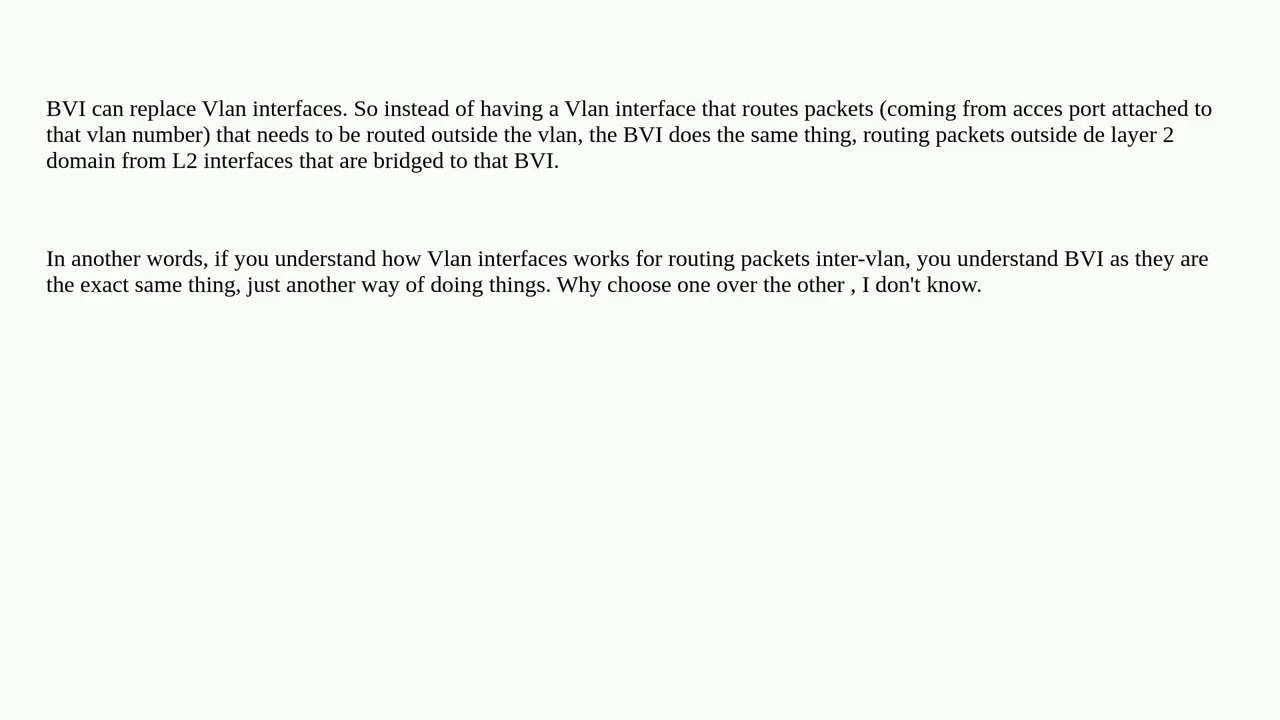 BVI can replace Vlan interfaces. So instead of having a Vlan interface that routes packets (coming from acces port attached to
that vlan number) that needs to be routed outside the vlan, the BVI does the same thing, routing packets outside de layer 2
domain from L2 interfaces that are bridged to that BVI.
In another words, if you understand how Vlan interfaces works for routing packets inter-vlan, you understand BVI as they are
the exact same thing, just another way of doing things. Why choose one over the other , I don't know.